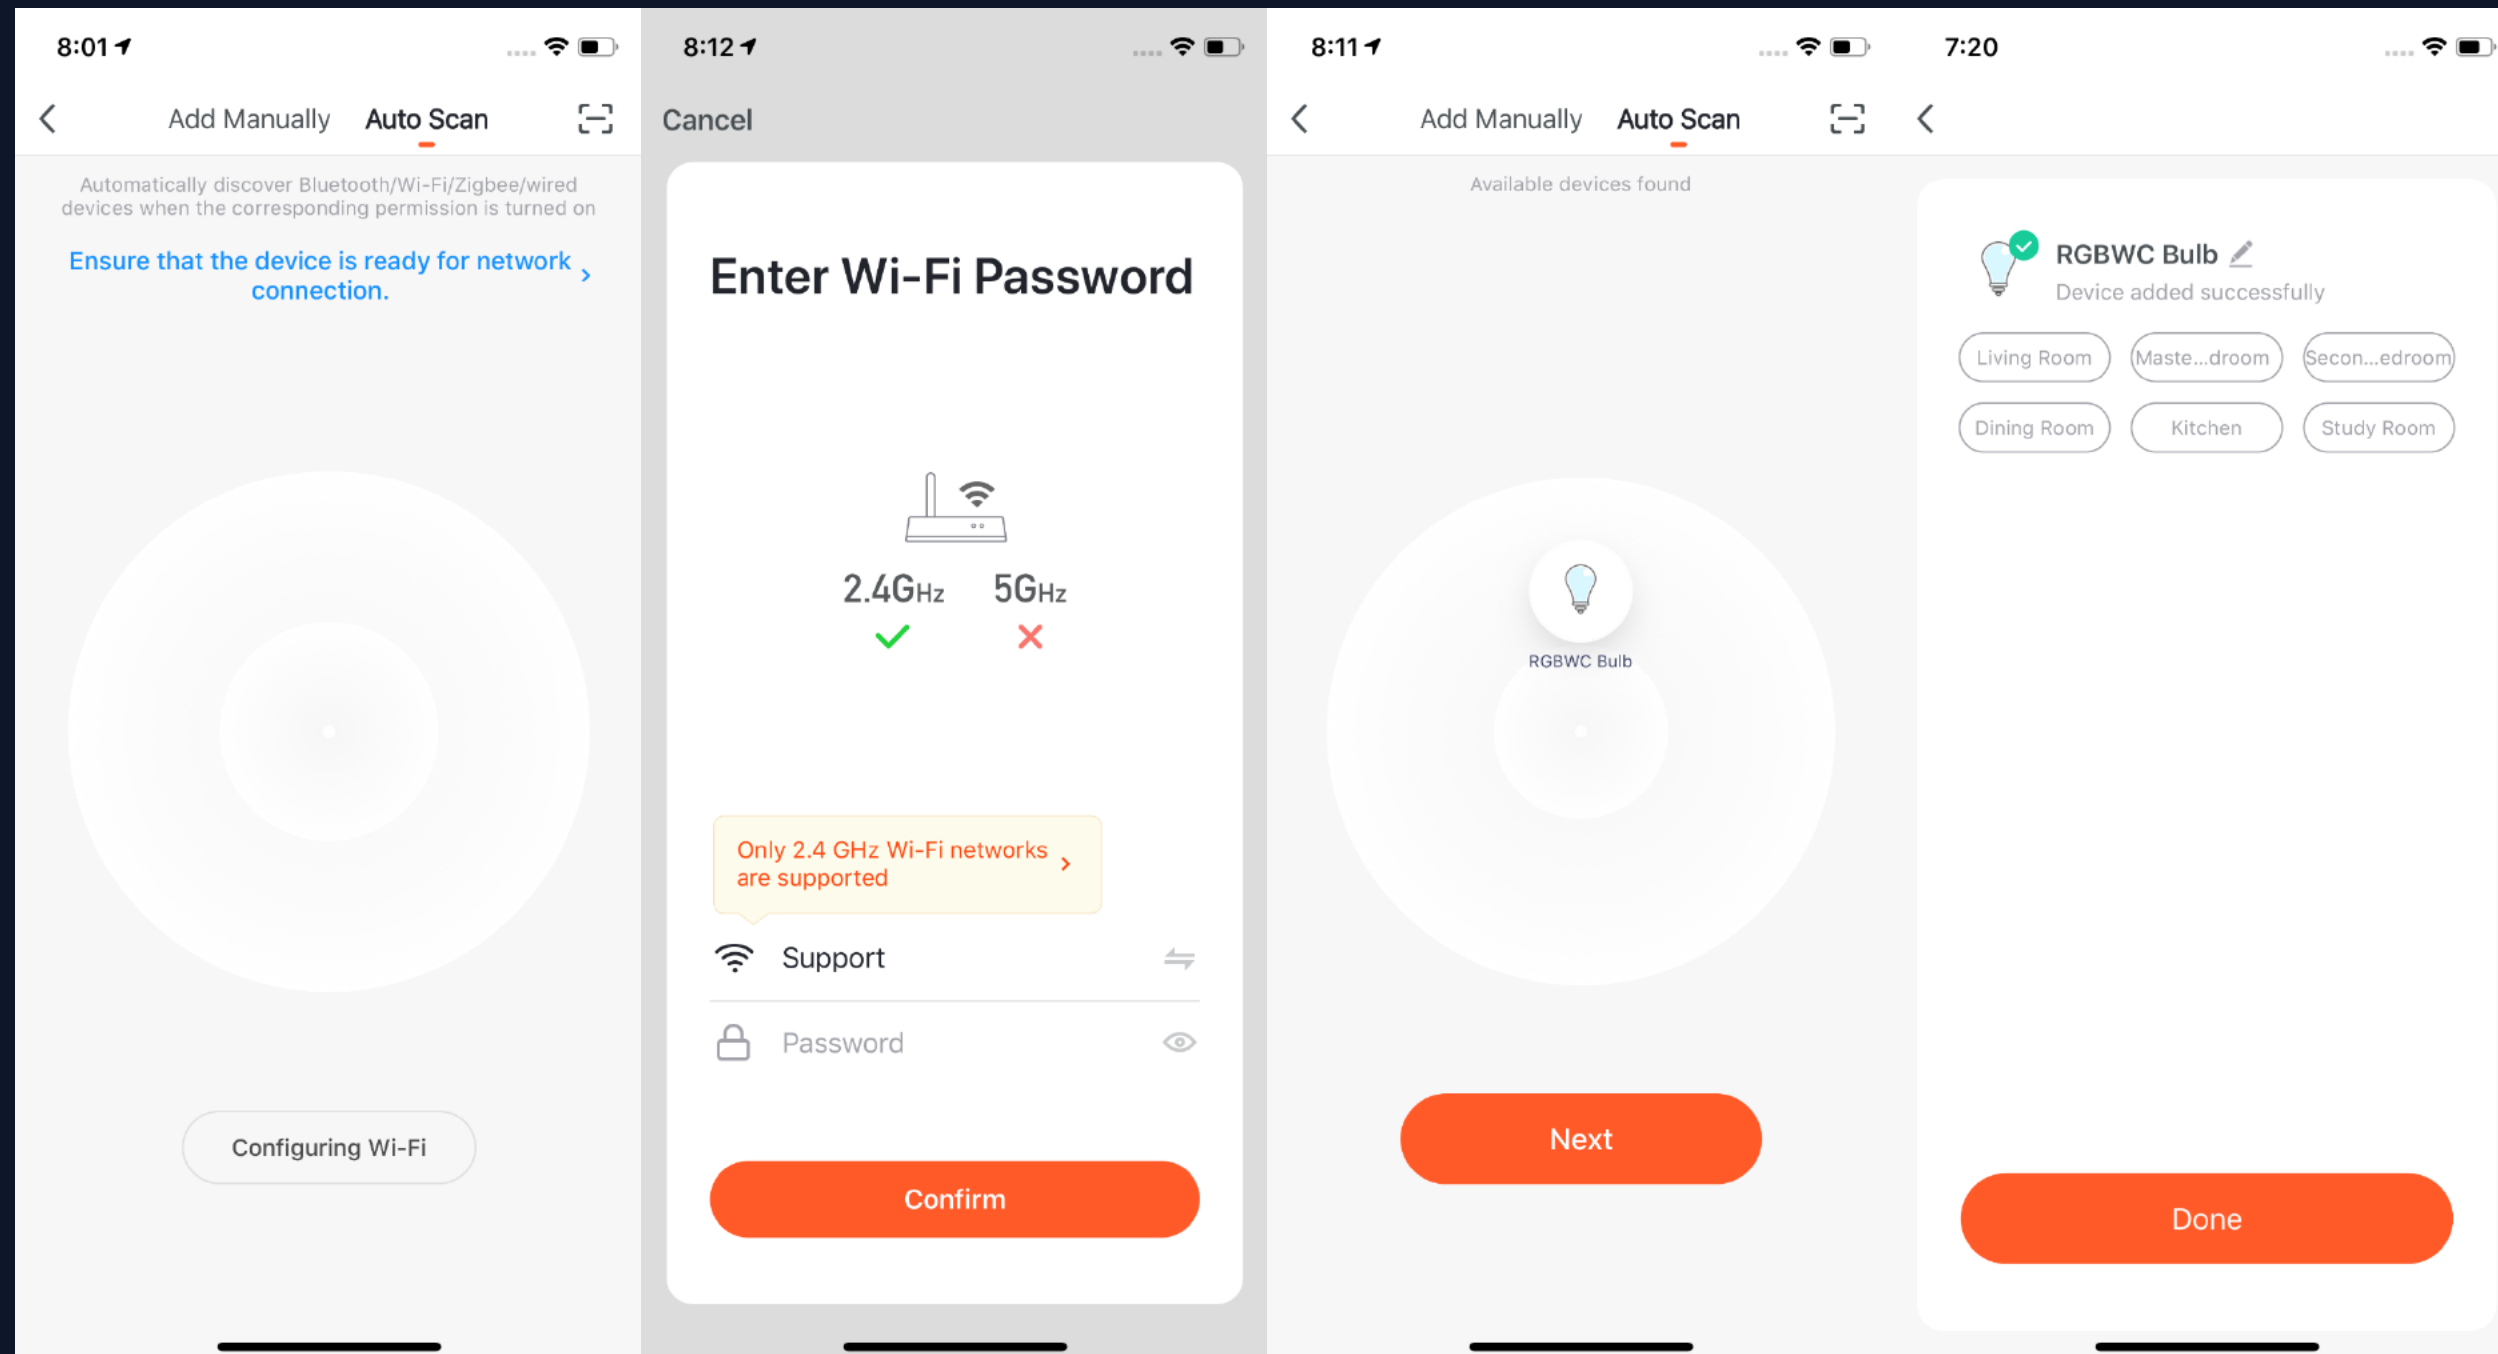 8:01
Add Manually
Auto Scan
Automatically discover Bluetooth/Wi-Fi/Zigbee/wired
devices when the corresponding permission is turned on
Ensure that the device is ready for network
connection.
Configuring Wi-Fi
8:12
Cancel
Enter Wi-Fi Password
2.4GHz
5GHz
Only 2.4 GHz Wi-Fi networks
are supported
Support
Password
Confirm
8:11
Add Manually
Auto Scan
Available devices found
RGBWC Bulb
Next
7:20
RGBWC Bulb
Device added successfully
Living Room
Maste...droom
Secon...edroom
Dining Room
Kitchen
Study Room
Done